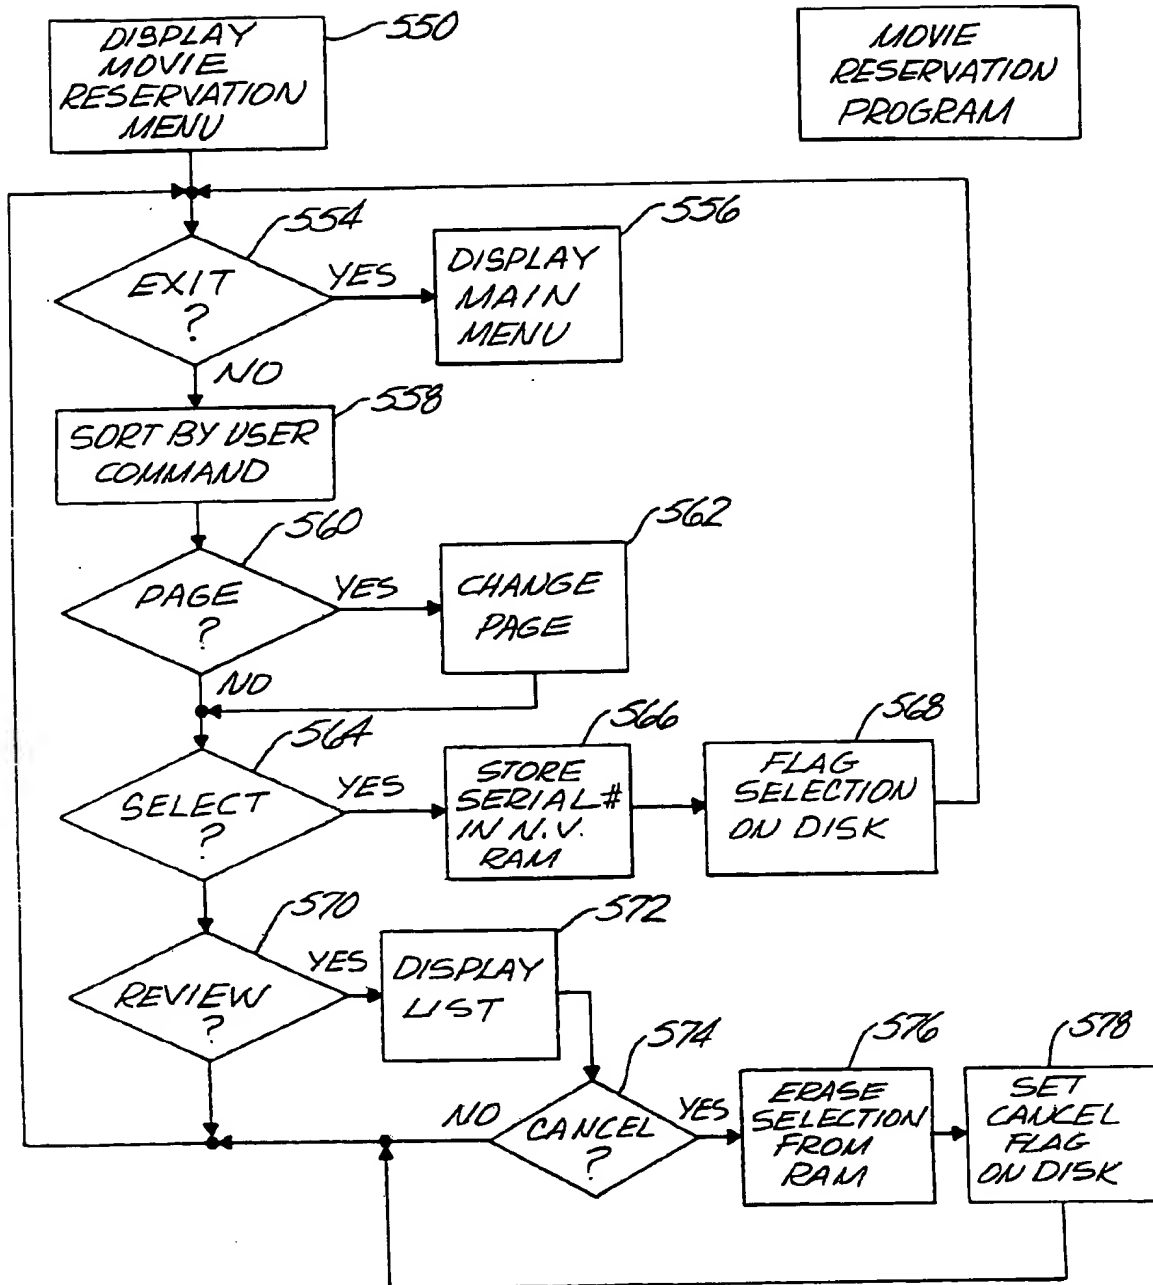 DISPLAY
MOVIE
RESERVATION
MENU
550
MOVIE
RESERVATION
PROGRAM
554
EXIT
?
YES
NO
556
DISPLAY
MAIN
MENU
558
SORT BY USER
COMMAND
560
PAGE
?
YES
NO
562
CHANGE
PAGE
564
SELECT
?
YES
566
STORE
SERIAL #
IN N.V.
RAM
568
FLAG
SELECTION
ON DISK
570
REVIEW
?
YES
572
DISPLAY
LIST
574
CANCEL
?
NO
YES
576
ERASE
SELECTION
FROM
RAM
578
SET
CANCEL
FLAG
ON DISK